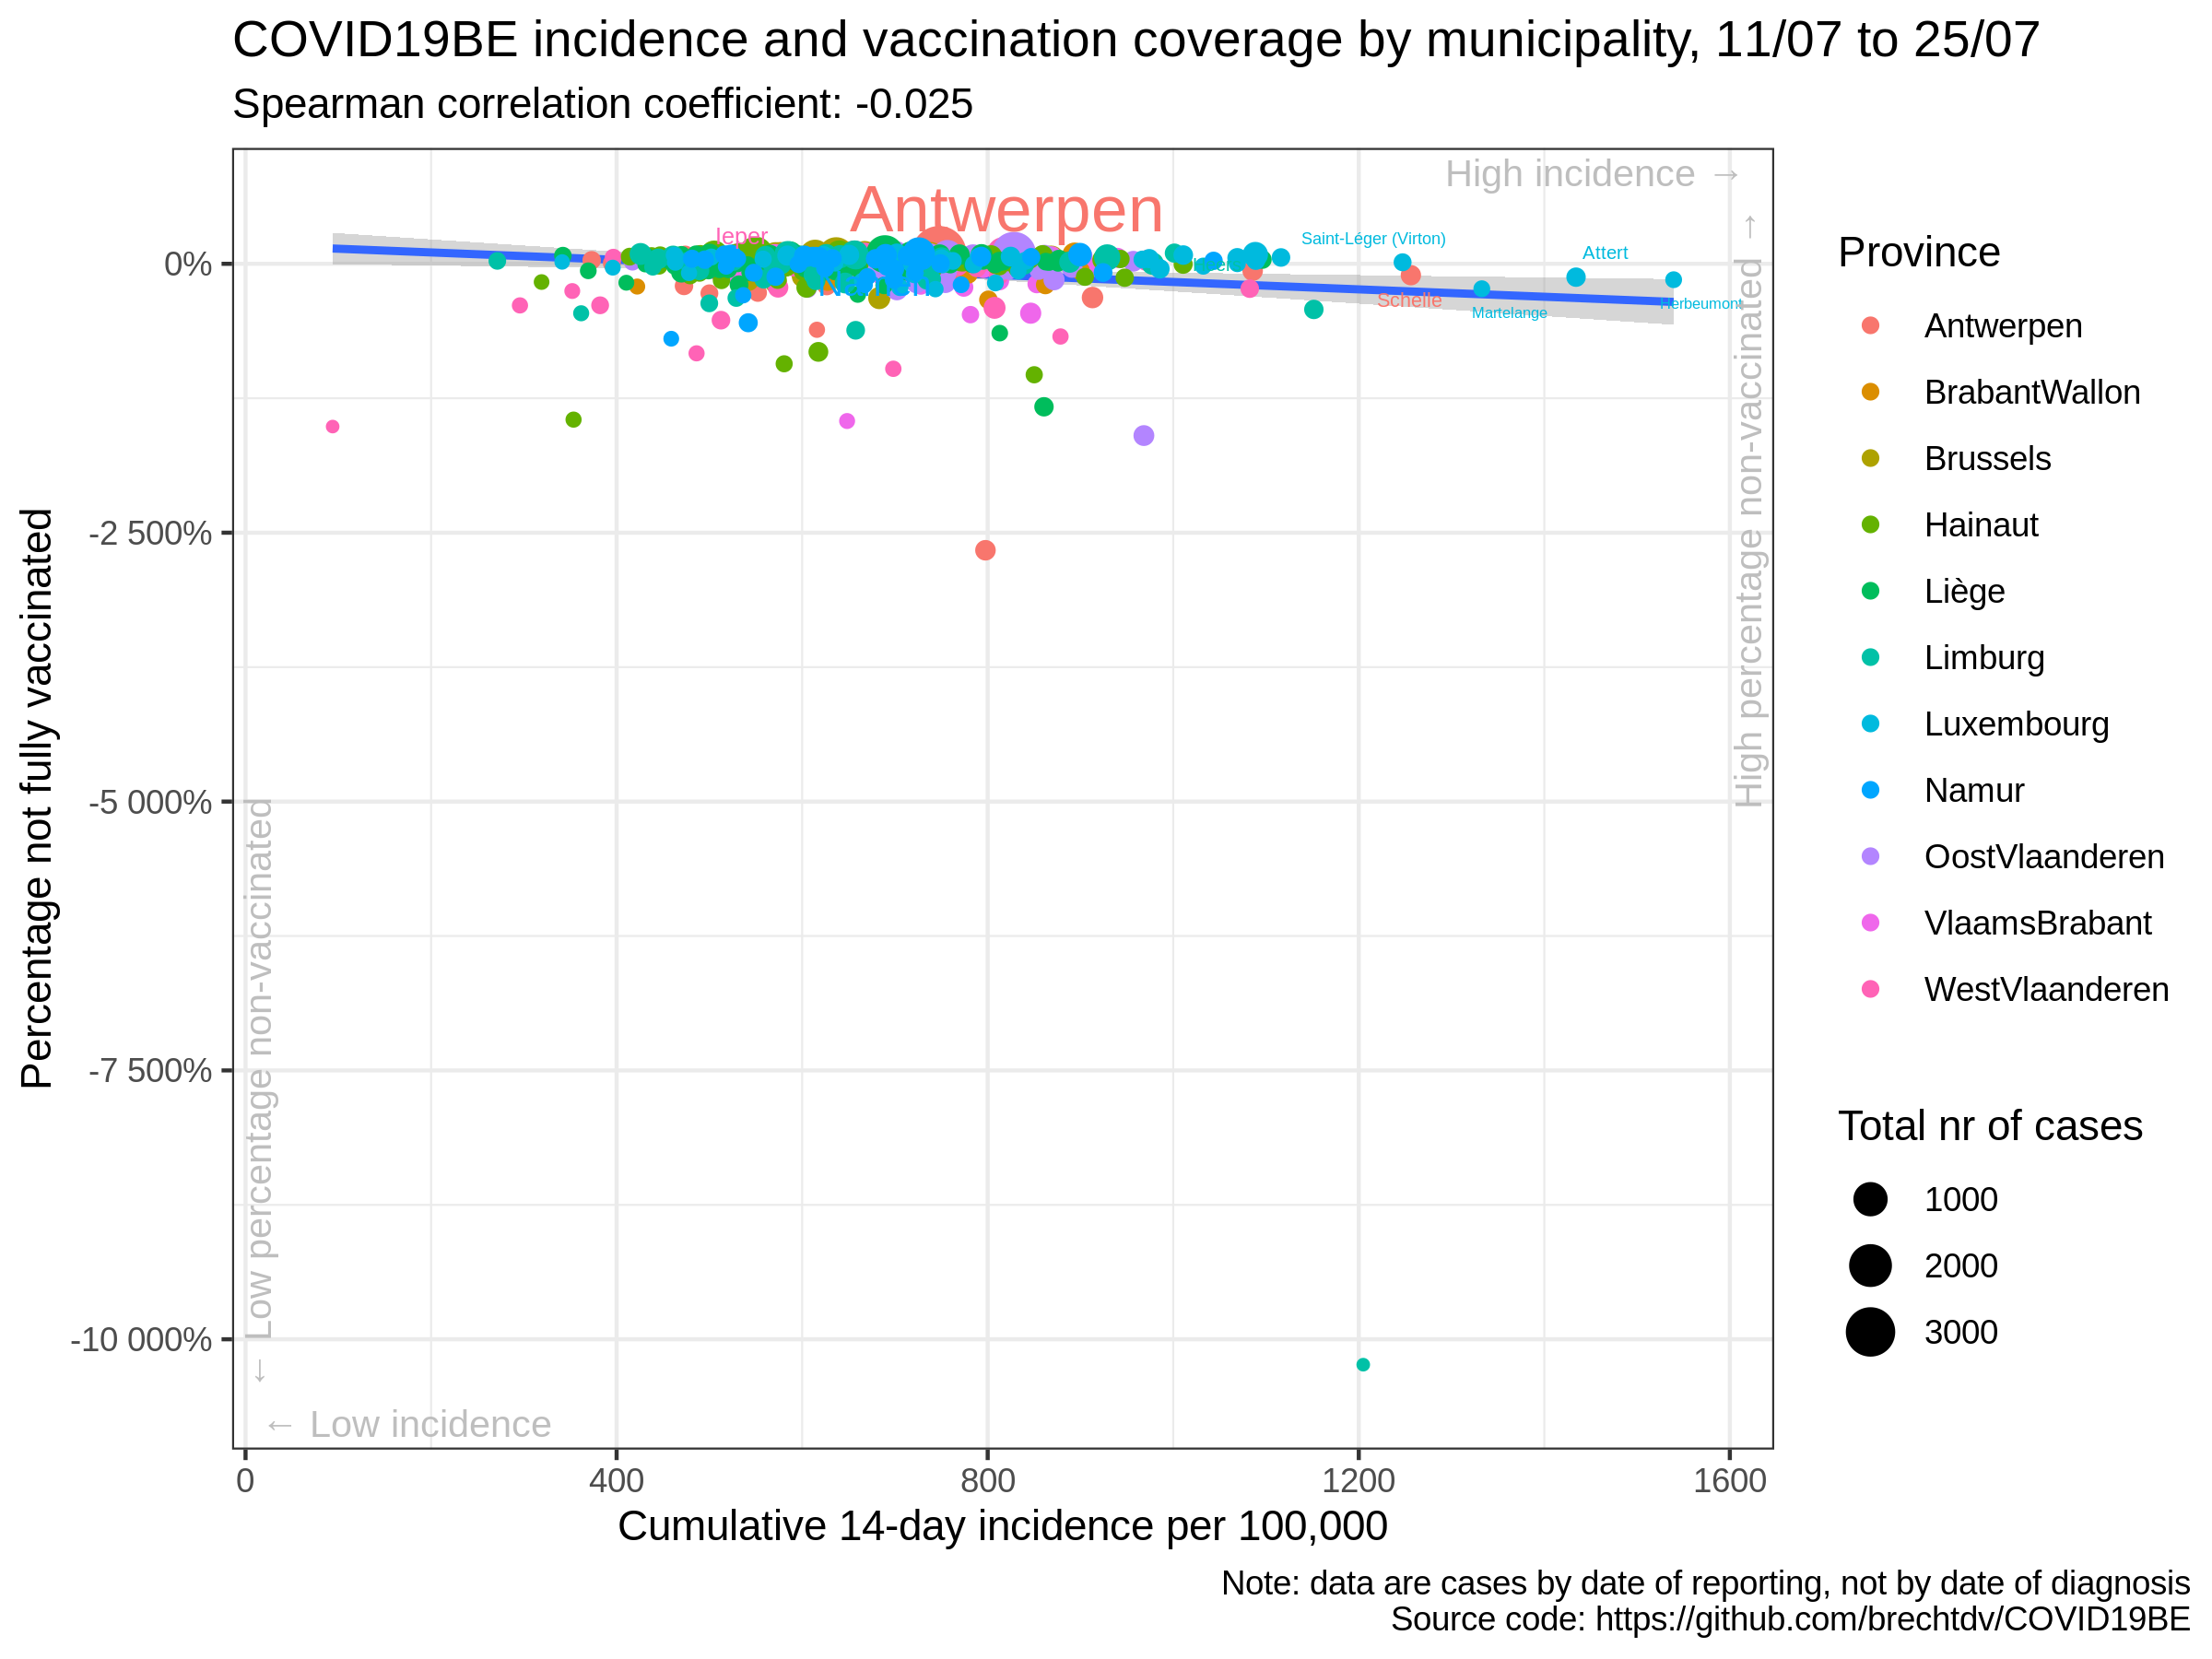 COVID19BE incidence and vaccination coverage by municipality, 11/07 to 25/07
Spearman correlation coefficient: -0.025
High incidence →
Antwerpen
Ieper
Saint-Léger (Virton)
Attert
Schelle
Martelange
Herbeumont
High percentage non-vaccinated →
← Low percentage non-vaccinated
← Low incidence
Percentage not fully vaccinated
0%
-2 500%
-5 000%
-7 500%
-10 000%
0
400
800
1200
1600
Cumulative 14-day incidence per 100,000
Province
Antwerpen
BrabantWallon
Brussels
Hainaut
Liège
Limburg
Luxembourg
Namur
OostVlaanderen
VlaamsBrabant
WestVlaanderen
Total nr of cases
1000
2000
3000
Note: data are cases by date of reporting, not by date of diagnosis
Source code: https://github.com/brechtdv/COVID19BE